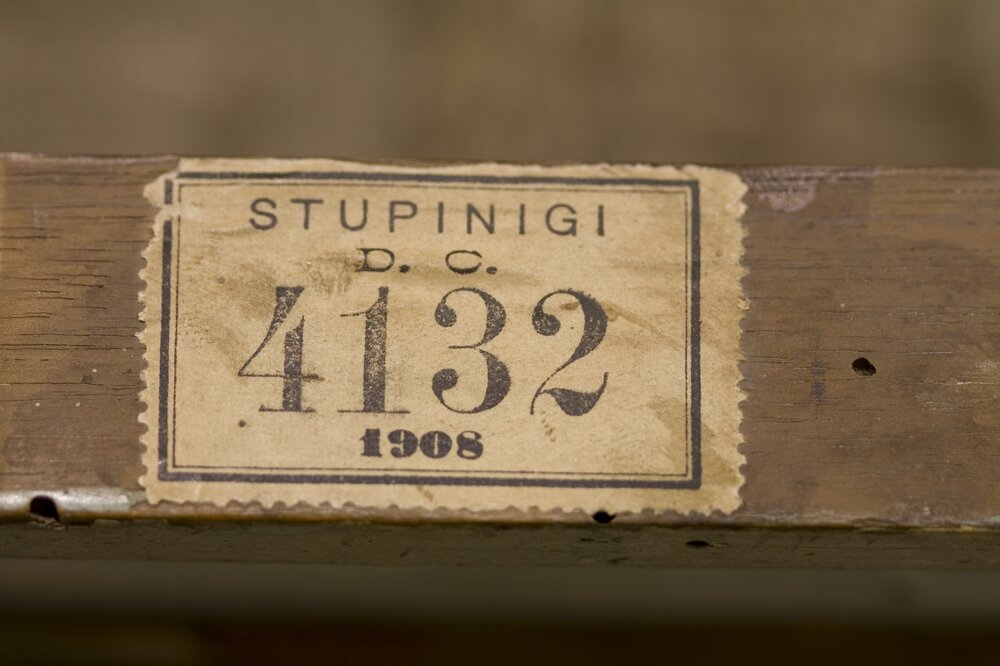 STUPINIGI
D. C.
4132
1908